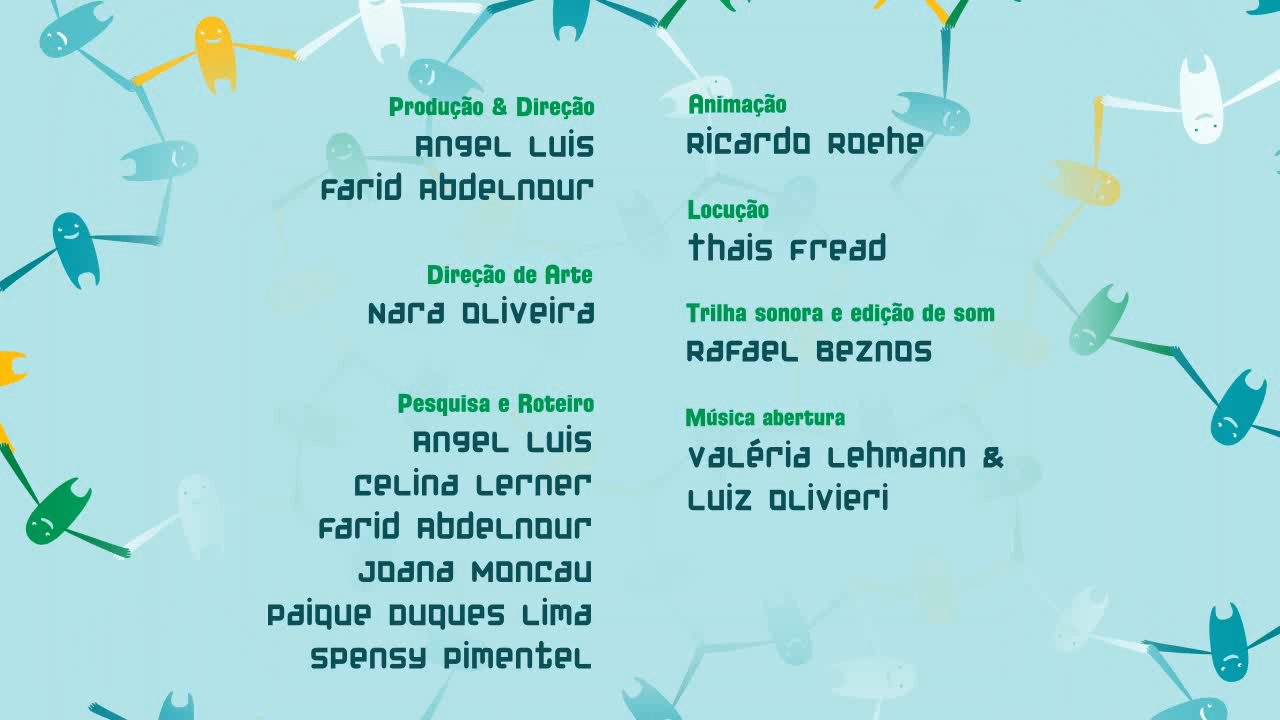 Produção & Direção
Angel Luis
Farid Abdelnour
Direção de Arte
Nara Oliveira
Pesquisa e Roteiro
Angel Luis
Celina Lerner
Farid Abdelnour
Joana Moncau
Paique Duques Lima
Spensy Pimentel
Animação
Ricardo Roehe
Locução
Thais Fread
Trilha sonora e edição de som
Rafael Beznos
Música abertura
Valéria Lehmann &
Luiz Olivieri